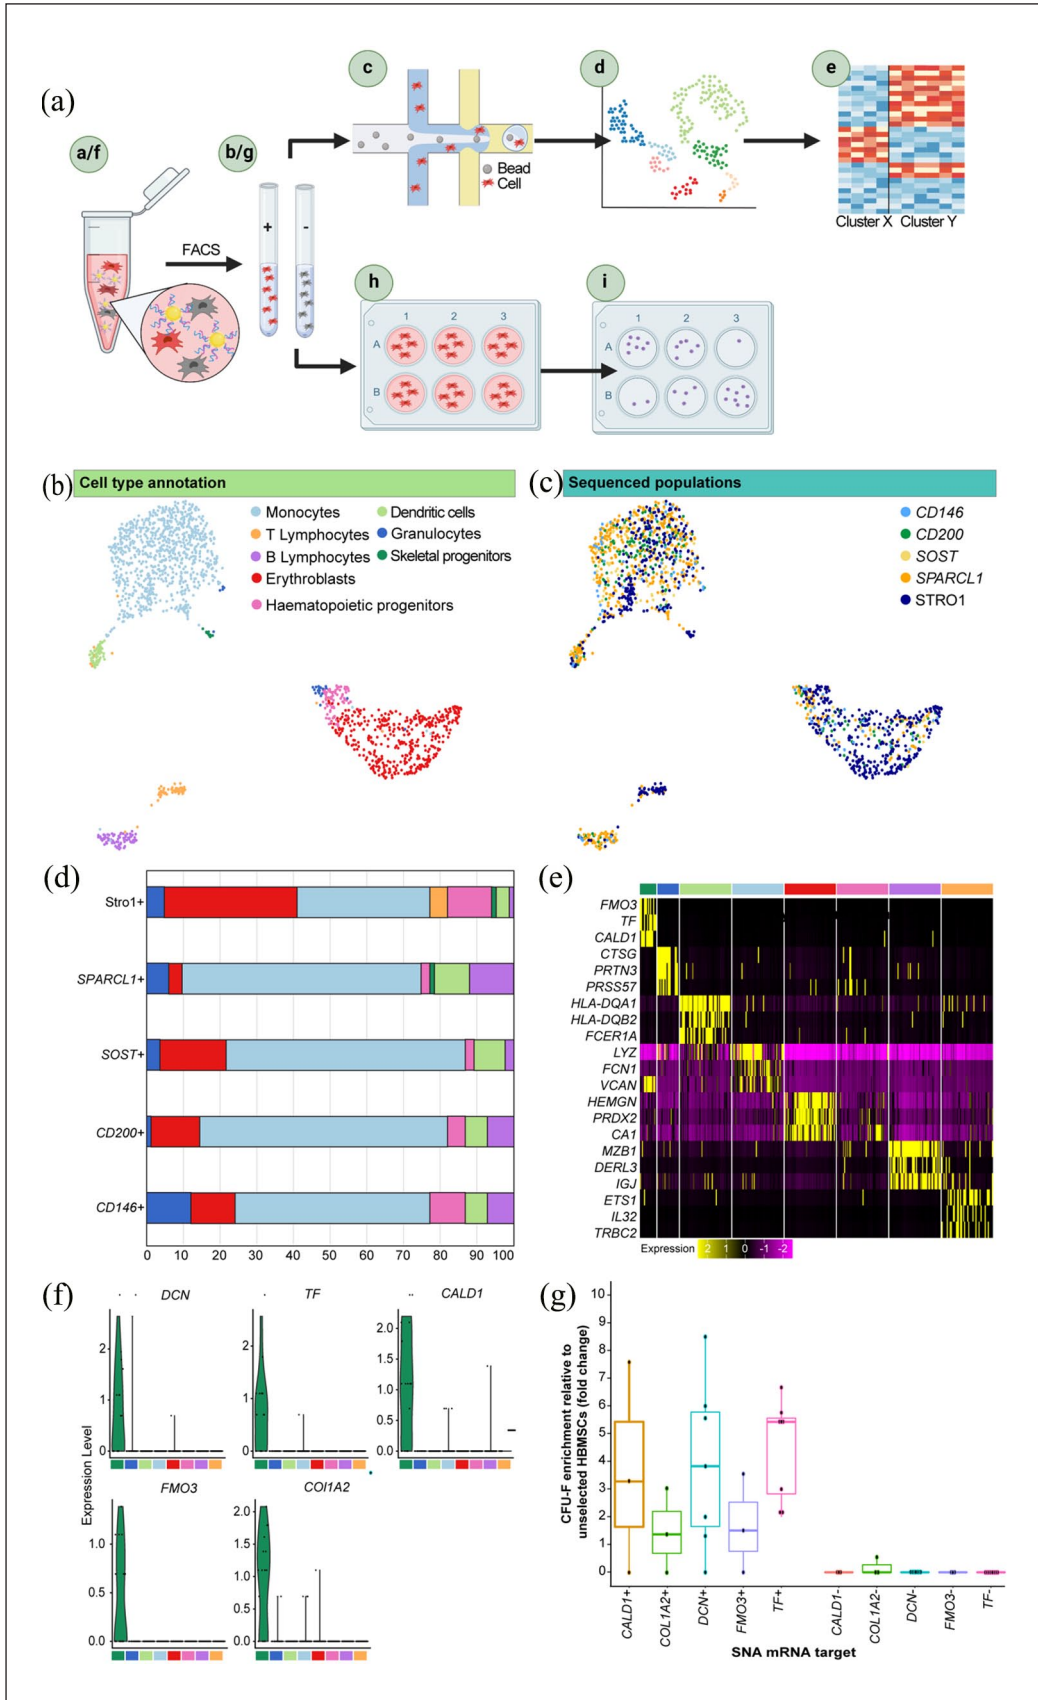 (a)
a/f
b/g
c
d
e
FACS
+
-
Bead
Cell
Cluster X
Cluster Y
h
i
1 2 3
A
B
1 2 3
A
B
(b) Cell type annotation
Monocytes
T Lymphocytes
B Lymphocytes
Erythroblasts
Haematopoietic progenitors
Dendritic cells
Granulocytes
Skeletal progenitors
(c) Sequenced populations
CD146
CD200
SOST
SPARCL1
STRO1
(d)
Stro1+
SPARCL1+
SOST+
CD200+
CD146+
0 10 20 30 40 50 60 70 80 90 100
(e)
FMO3
TF
CALD1
CTSG
PRTN3
PRSS57
HLA-DQA1
HLA-DQB2
FCER1A
LYZ
FCN1
VCAN
HEMGN
PRDX2
CA1
MZB1
DERL3
IGJ
ETS1
IL32
TRBC2
Expression 2 1 0 -1 -2
(f)
Expression Level
DCN
2
1
0
TF
2
1
0
CALD1
2.0
1.5
1.0
0.5
0.0
FMO3
1.0
0.5
0.0
COl1A2
2.0
1.5
1.0
0.5
0.0
(g)
CFU-F enrichment relative to
unselected HBMSCs (fold change)
10
9
8
7
6
5
4
3
2
1
0
CALD1+
COL1A2+
DCN+
FMO3+
TF+
CALD1-
COL1A2-
DCN-
FMO3-
TF-
SNA mRNA target